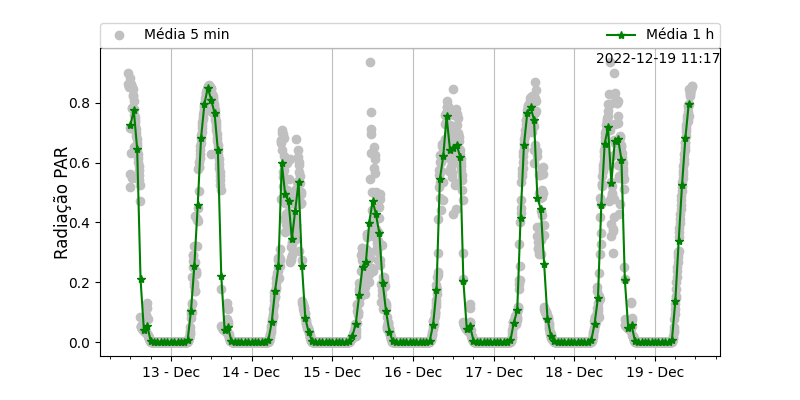 Média 5 min
Média 1 h
2022-12-19 11:17
Radiação PAR
0.8
0.6
0.4
0.2
0.0
13 - Dec
14 - Dec
15 - Dec
16 - Dec
17 - Dec
18 - Dec
19 - Dec